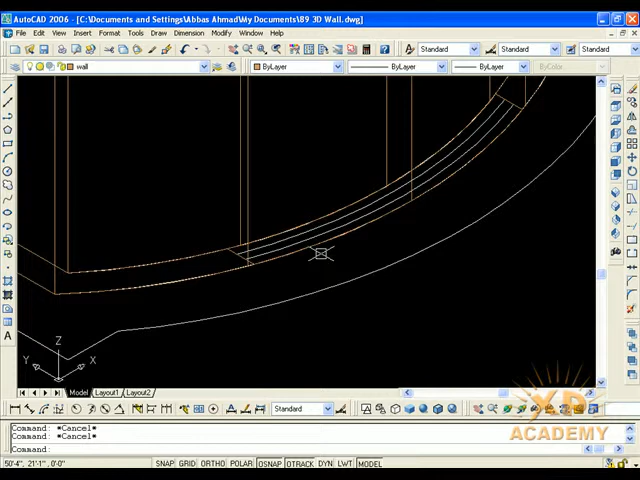 AutoCAD 2006 - [C:\Documents and Settings\Abbas Ahmad\My Documents\89 3D Wall.dwg]
File Edit View Insert Format Tools Draw Dimension Modify Window Help
Standard Standard Standard
wall ByLayer ByLayer ByLayer ByColor
Z
Y X
Model Layout1 Layout2
Standard
XD
ACADEMY
Command: *Cancel*
Command: *Cancel*
Command:
50'-4", 21'-1", 0'-0" SNAP GRID ORTHO POLAR OSNAP OTRACK DYN LWT MODEL